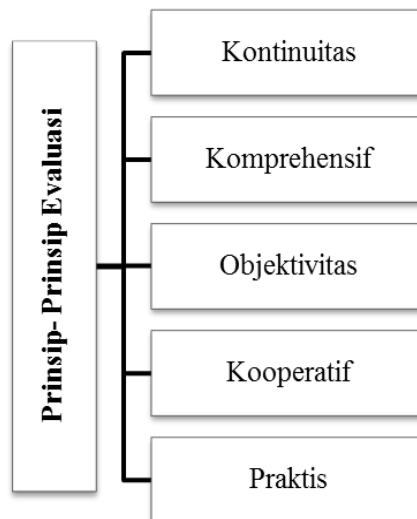 Prinsip- Prinsip Evaluasi
Kontinuitas
Komprehensif
Objektivitas
Kooperatif
Praktis